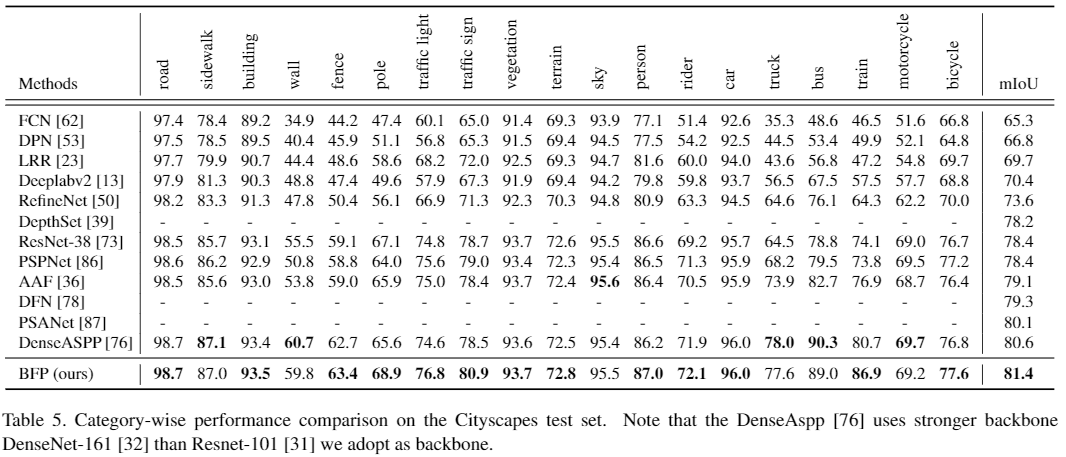 Methods road sidewalk building wall fence pole traffic light traffic sign vegetation terrain sky person rider car truck bus train motorcycle bicycle mIoU
FCN [62] 97.4 78.4 89.2 34.9 44.2 47.4 60.1 65.0 91.4 69.3 93.9 77.1 51.4 92.6 35.3 48.6 46.5 51.6 66.8 65.3
DPN [53] 97.5 78.5 89.5 40.4 45.9 51.1 56.8 65.3 91.5 69.4 94.5 77.5 54.2 92.5 44.5 53.4 49.9 52.1 64.8 66.8
LRR [23] 97.7 79.9 90.7 44.4 48.6 58.6 68.2 72.0 92.5 69.3 94.7 81.6 60.0 94.0 43.6 56.8 47.2 54.8 69.7 69.7
Deeplabv2 [13] 97.9 81.3 90.3 48.8 47.4 49.6 57.9 67.3 91.9 69.4 94.2 79.8 59.8 93.7 56.5 67.5 57.5 57.7 68.8 70.4
RefineNet [50] 98.2 83.3 91.3 47.8 50.4 56.1 66.9 71.3 92.3 70.3 94.8 80.9 63.3 94.5 64.6 76.1 64.3 62.2 70.0 73.6
DepthSet [39] - - - - - - - - - - - - - - - - - - - 78.2
ResNet-38 [73] 98.5 85.7 93.1 55.5 59.1 67.1 74.8 78.7 93.7 72.6 95.5 86.6 69.2 95.7 64.5 78.8 74.1 69.0 76.7 78.4
PSPNet [86] 98.6 86.2 92.9 50.8 58.8 64.0 75.6 79.0 93.4 72.3 95.4 86.5 71.3 95.9 68.2 79.5 73.8 69.5 77.2 78.4
AAF [36] 98.5 85.6 93.0 53.8 59.0 65.9 75.0 78.4 93.7 72.4 95.6 86.4 70.5 95.9 73.9 82.7 76.9 68.7 76.4 79.1
DFN [78] - - - - - - - - - - - - - - - - - - - 79.3
PSANet [87] - - - - - - - - - - - - - - - - - - - 80.1
DenseASPP [76] 98.7 87.1 93.4 60.7 62.7 65.6 74.6 78.5 93.6 72.5 95.4 86.2 71.9 96.0 78.0 90.3 80.7 69.7 76.8 80.6
BFP (ours) 98.7 87.0 93.5 59.8 63.4 68.9 76.8 80.9 93.7 72.8 95.5 87.0 72.1 96.0 77.6 89.0 86.9 69.2 77.6 81.4
Table 5. Category-wise performance comparison on the Cityscapes test set. Note that the DenseAspp [76] uses stronger backbone
DenseNet-161 [32] than Resnet-101 [31] we adopt as backbone.